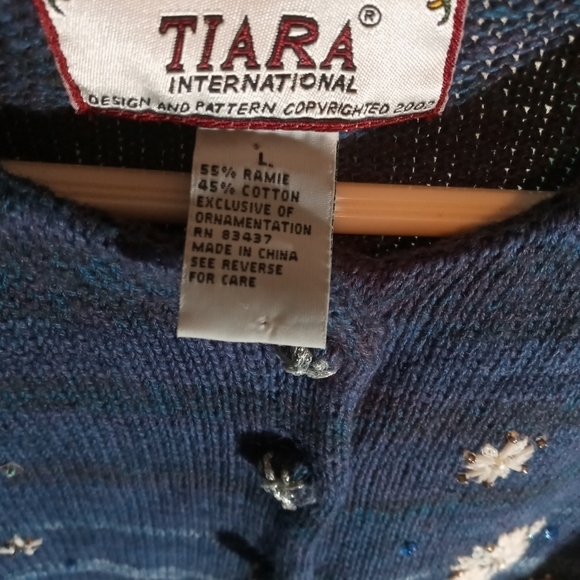 TIARA®
INTERNATIONAL
DESIGN AND PATTERN COPYRIGHTED 2002
L.
55% RAMIE
45% COTTON
EXCLUSIVE OF
ORNAMENTATION
RN 83437
MADE IN CHINA
SEE REVERSE
FOR CARE